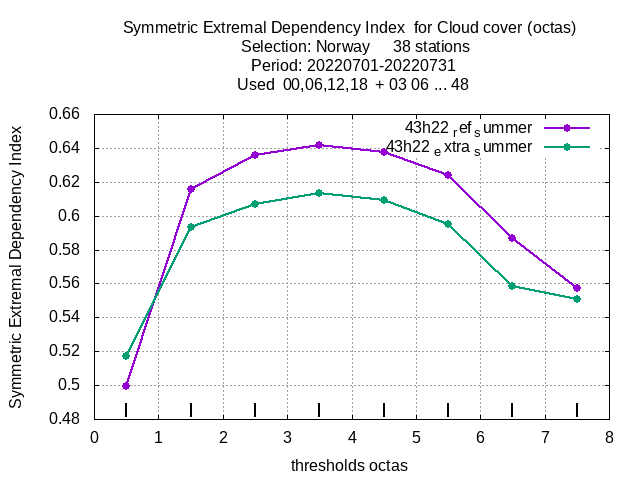 Symmetric Extremal Dependency Index for Cloud cover (octas)
Selection: Norway 38 stations
Period: 20220701-20220731
Used 00,06,12,18 + 03 06 ... 48
43h22 ref summer
43h22 extra summer
Symmetric Extremal Dependency Index
0.66
0.64
0.62
0.6
0.58
0.56
0.54
0.52
0.5
0.48
0 1 2 3 4 5 6 7 8
thresholds octas